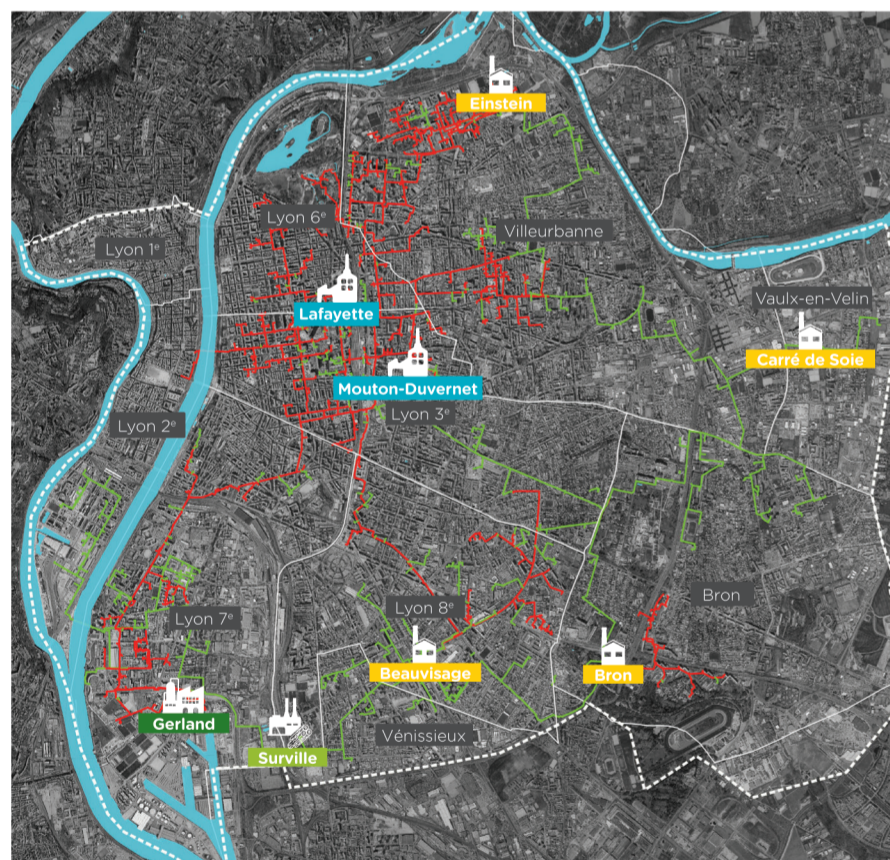 Einstein
Lyon 6e
Villeurbanne
Lyon 1e
Vaulx-en-Velin
Lafayette
Carré de Soie
Mouton-Duvernet
Lyon 3e
Lyon 2e
Bron
Lyon 8e
Lyon 7e
Beauvisage
Bron
Gerland
Vénissieux
Surville